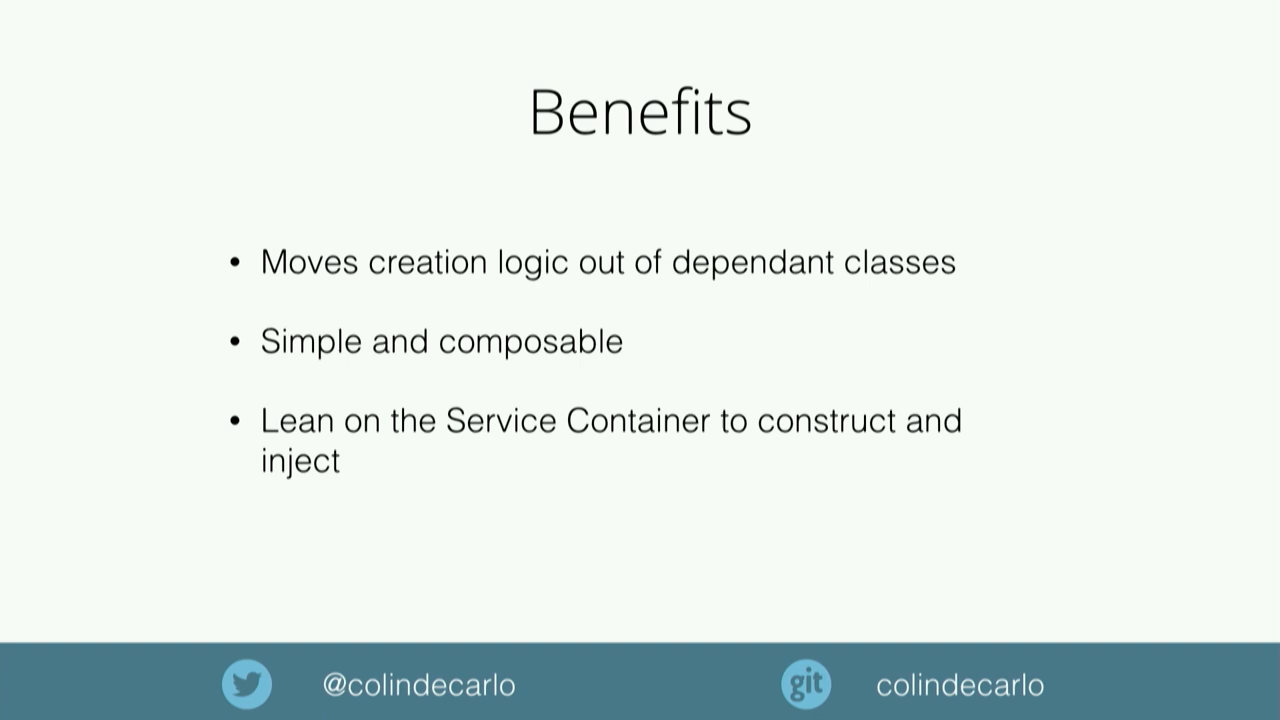 Benefits
• Moves creation logic out of dependant classes
• Simple and composable
• Lean on the Service Container to construct and
inject
@colindecarlo
git colindecarlo